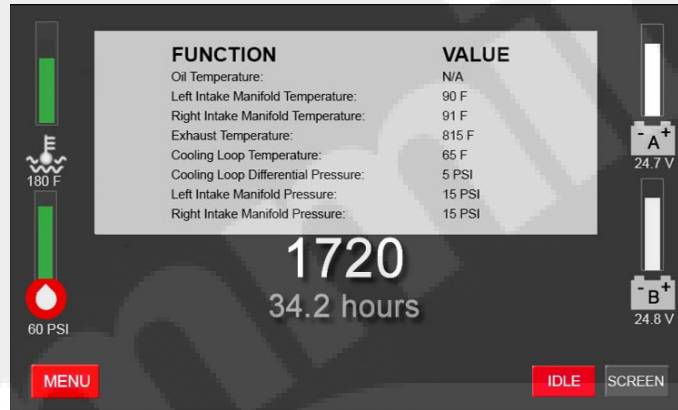 FUNCTION VALUE
Oil Temperature: N/A
Left Intake Manifold Temperature: 90 F
Right Intake Manifold Temperature: 91 F
Exhaust Temperature: 815 F
Cooling Loop Temperature: 65 F
Cooling Loop Differential Pressure: 5 PSI
Left Intake Manifold Pressure: 15 PSI
Right Intake Manifold Pressure: 15 PSI
180 F
- A +
24.7 V
1720
34.2 hours
60 PSI
- B +
24.8 V
MENU
IDLE
SCREEN